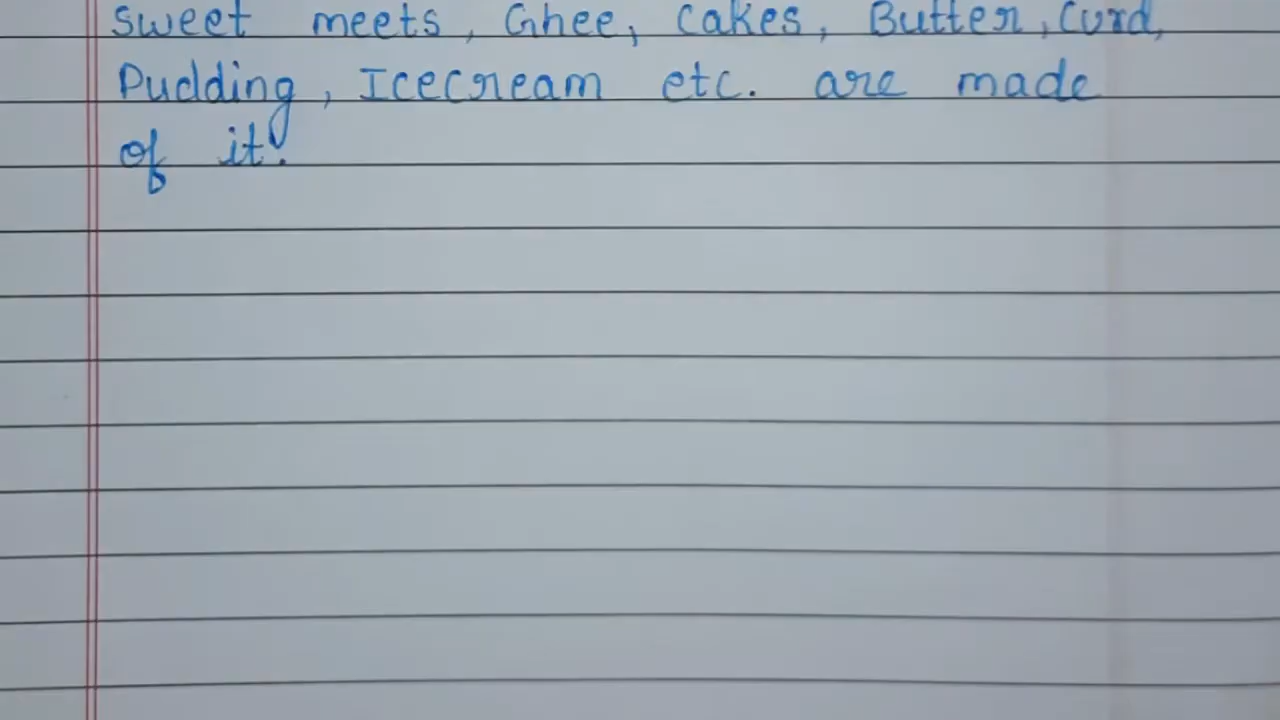 Sweet meets, Ghee, Cakes, Butter, Curd,
Pudding, Icecream etc. are made
of it.